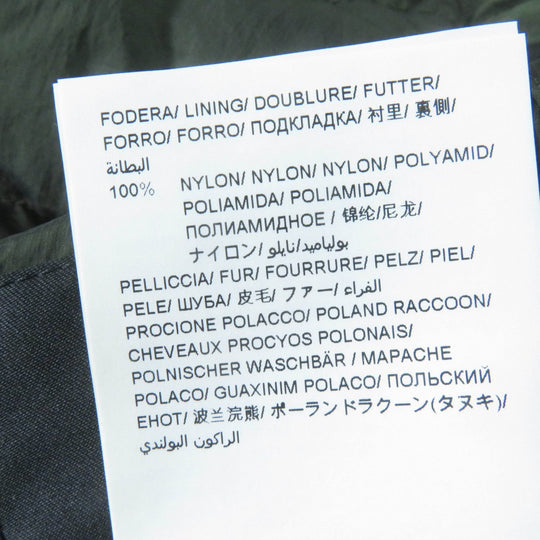 FODERA/ LINING/ DOUBLURE/ FUTTER/
FORRO/ FORRO/ ПОДКЛАДКА/ 衬里/ 裏側/
البطانة
100% NYLON/ NYLON/ NYLON/ POLYAMID/
POLIAMIDA/ POLIAMIDA/
ПОЛИАМИДНОЕ / 锦纶/尼龙/
ナイロン/ بولياميد/نايلو
PELLICCIA/ FUR/ FOURRURE/ PELZ/ PIEL/
PELE/ ШУБА/ 皮毛/ ファー/ الفراء/
PROCIONE POLACCO/ POLAND RACCOON/
CHEVEAUX PROCYOS POLONAIS/
POLNISCHER WASCHBÄR / MAPACHE
POLACO/ GUAXINIM POLACO/ ПОЛЬСКИЙ
ЕНОТ/ 波兰浣熊/ ポーランドラクーン(タヌキ)/
الراكون البولندي